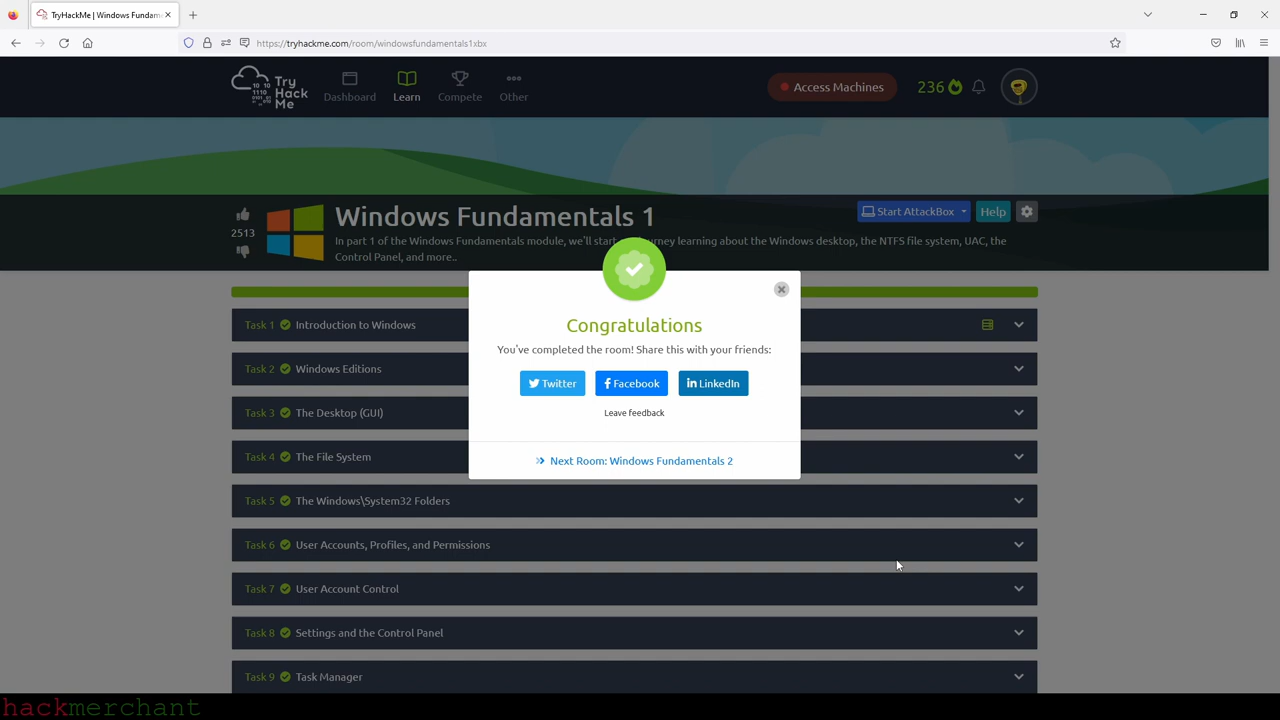 TryHackMe | Windows Fundam
https://tryhackme.com/room/windowsfundamentals1xbx
Try
Hack
Me
10 10
1110
0101 01
010
Dashboard
Learn
Compete
Other
Access Machines
236
2513
Windows Fundamentals 1
Start AttackBox
Help
In part 1 of the Windows Fundamentals module, we'll start journey learning about the Windows desktop, the NTFS file system, UAC, the
Control Panel, and more..
Congratulations
You've completed the room! Share this with your friends:
Twitter
Facebook
LinkedIn
Leave feedback
Next Room: Windows Fundamentals 2
Task 1 Introduction to Windows
Task 2 Windows Editions
Task 3 The Desktop (GUI)
Task 4 The File System
Task 5 The Windows\System32 Folders
Task 6 User Accounts, Profiles, and Permissions
Task 7 User Account Control
Task 8 Settings and the Control Panel
Task 9 Task Manager
hackmerchant